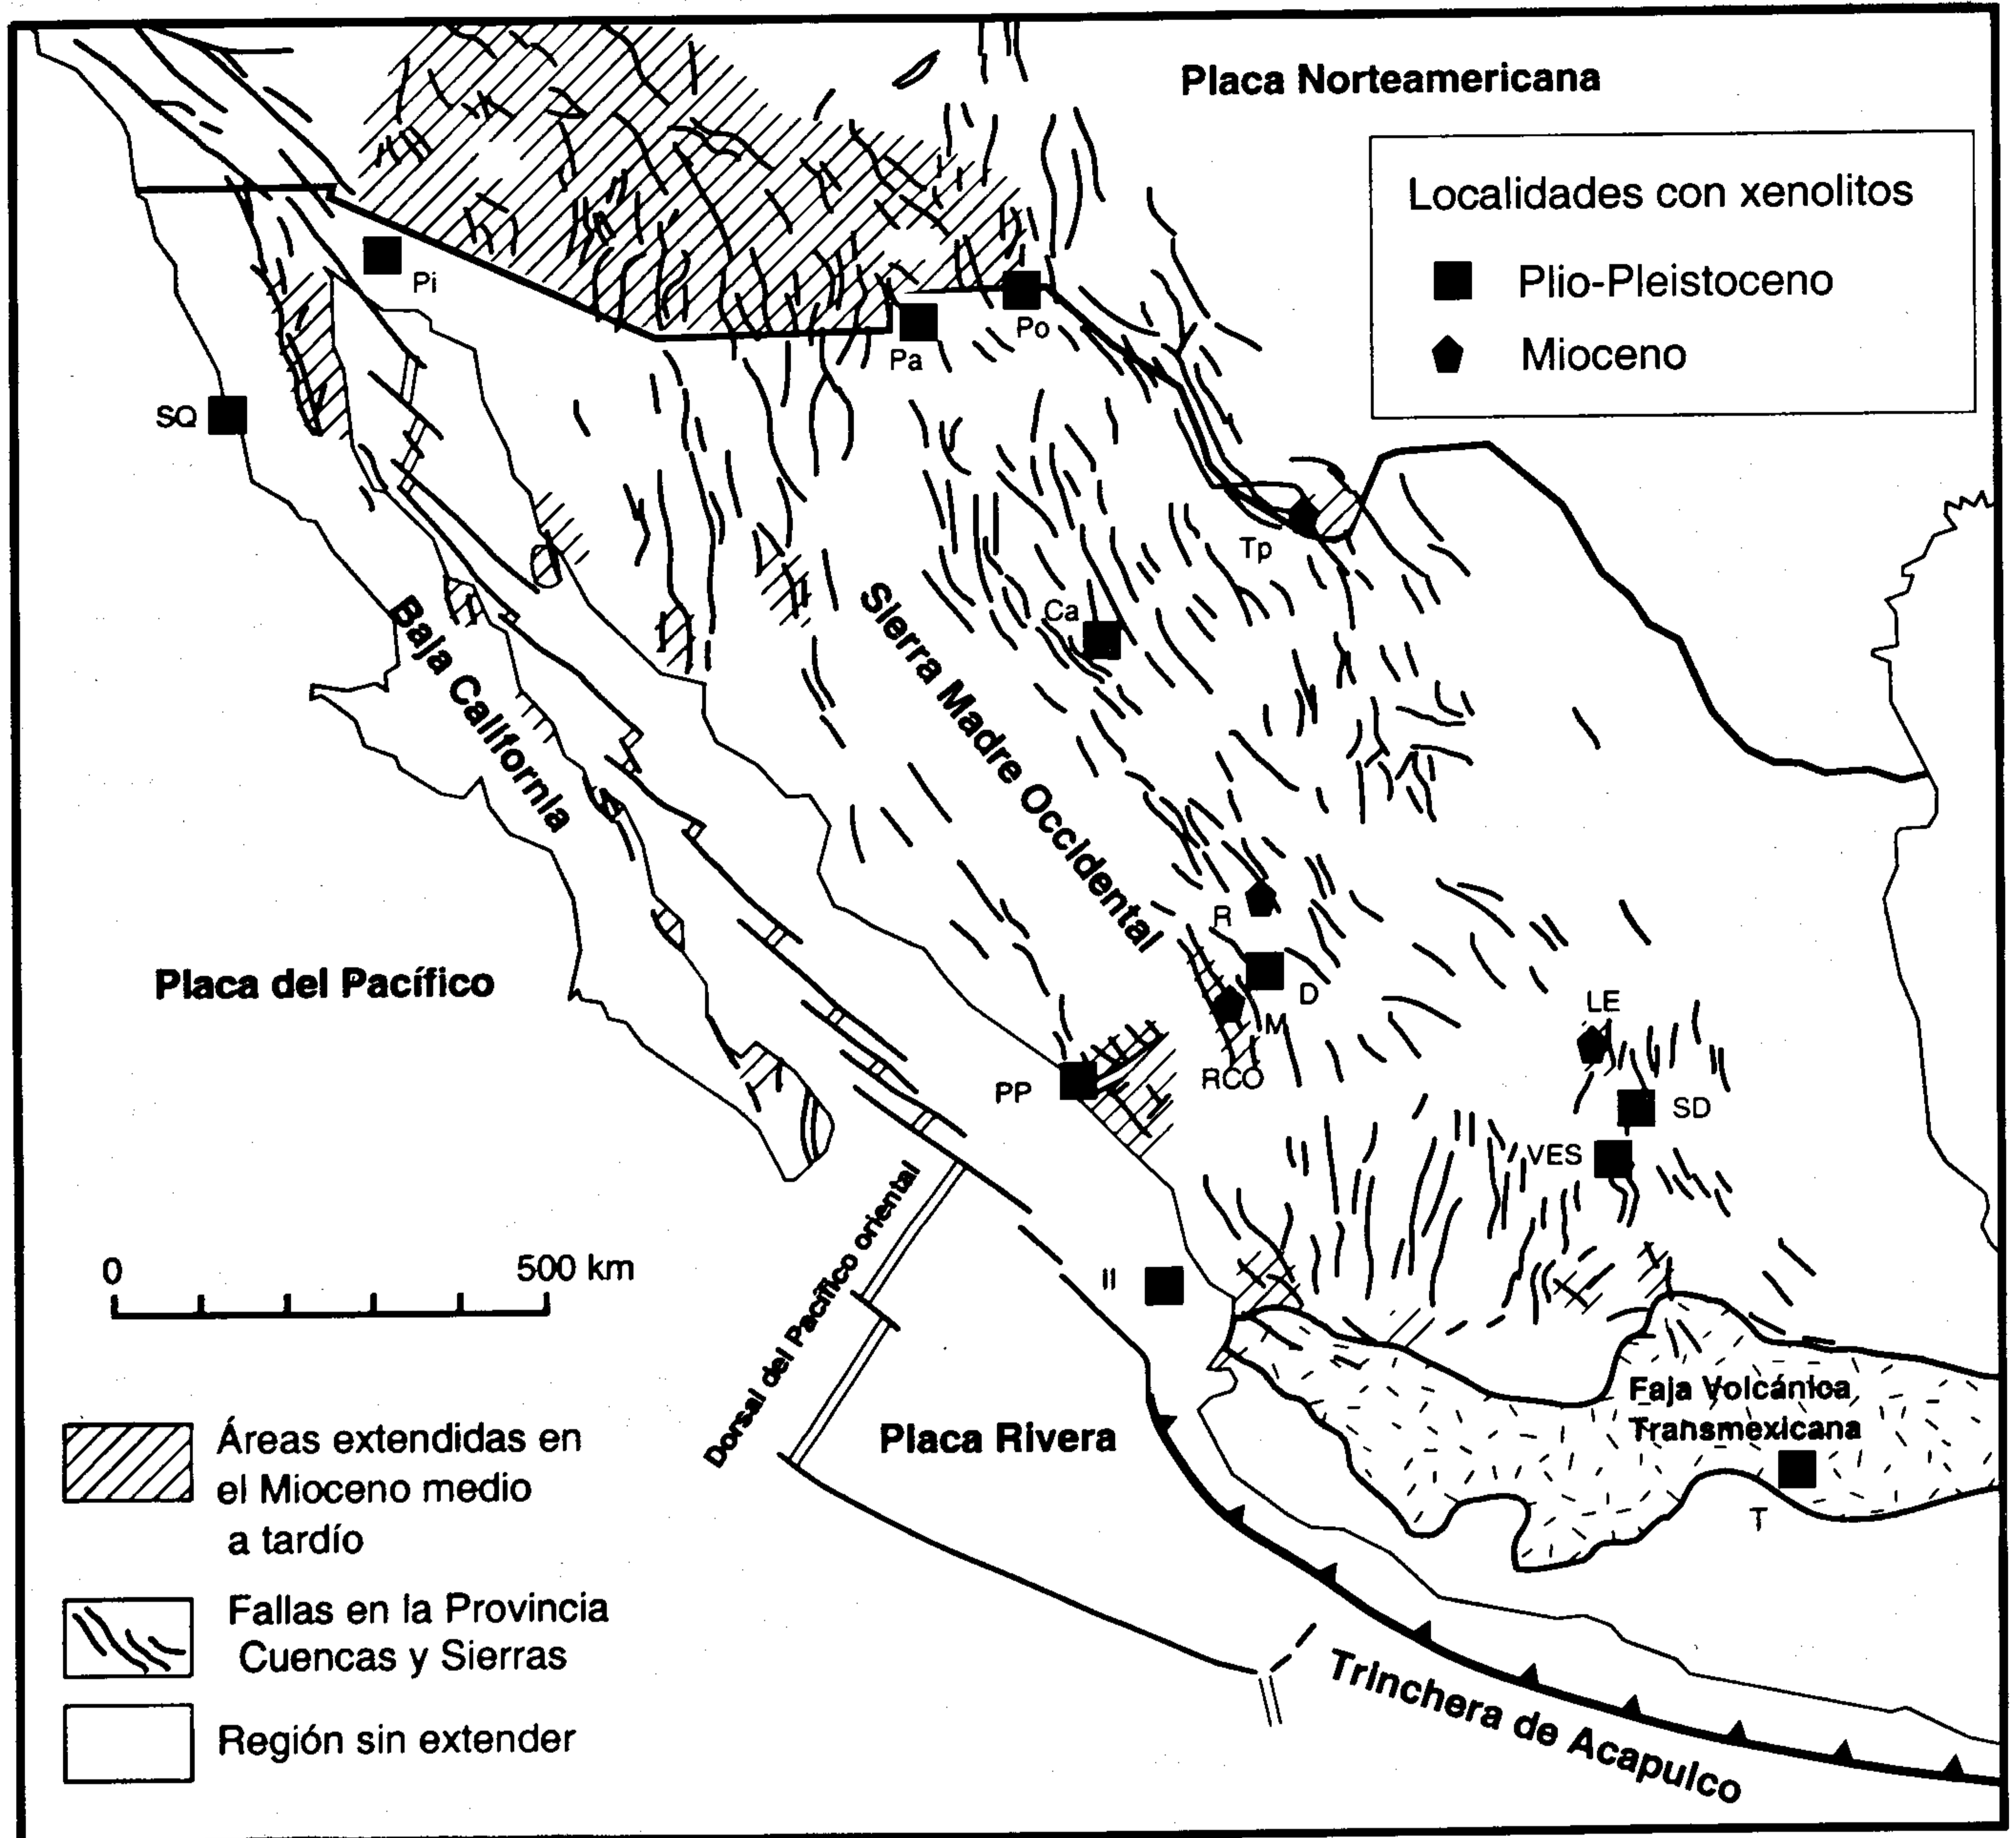 Placa Norteamericana
Localidades con xenolitos
Plio-Pleistoceno
Mioceno
Pi
Po
Pa
SQ
Tp
Ca
Baja California
Sierra Madre Occidental
R
Placa del Pacífico
D
LE
M
RCO
PP
SD
VES
Dorsal del Pacífico oriental
II
0
500 km
Faja Volcánica
Transmexicana
T
Placa Rivera
Áreas extendidas en
el Mioceno medio
a tardío
Fallas en la Provincia
Cuencas y Sierras
Región sin extender
Trinchera de Acapulco